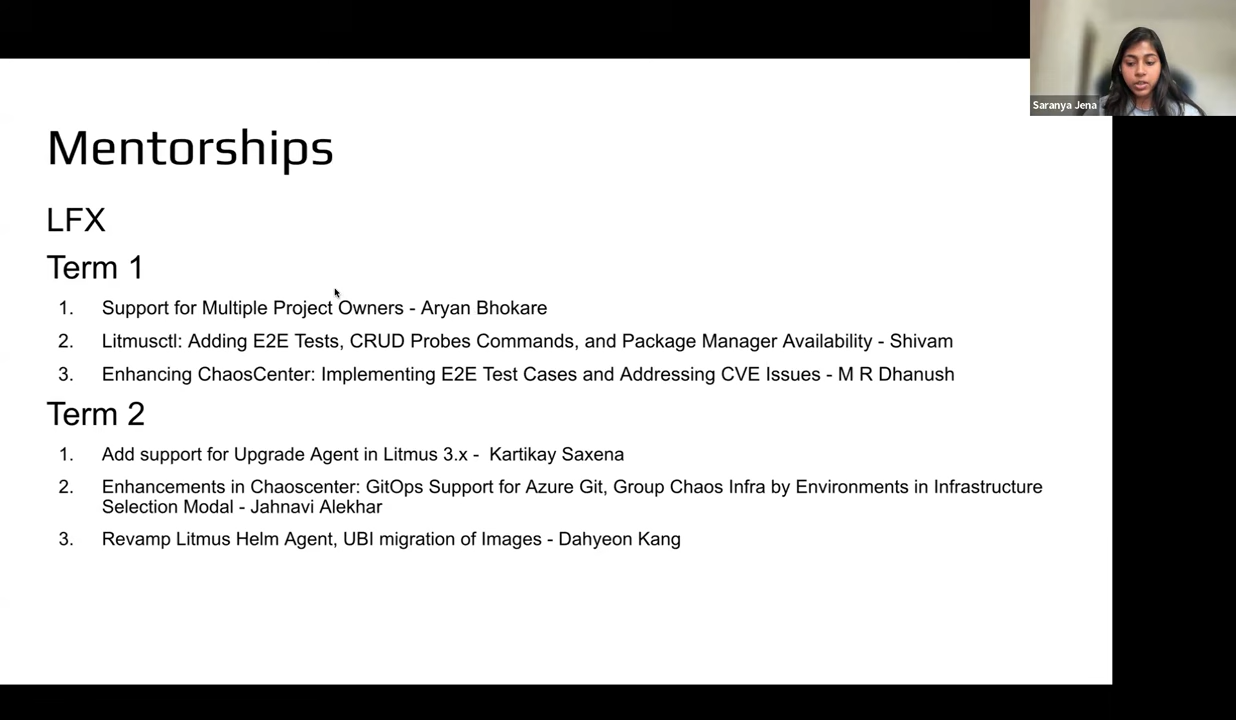 Saranya Jena
Mentorships
LFX
Term 1
1. Support for Multiple Project Owners - Aryan Bhokare
2. Litmusctl: Adding E2E Tests, CRUD Probes Commands, and Package Manager Availability - Shivam
3. Enhancing ChaosCenter: Implementing E2E Test Cases and Addressing CVE Issues - M R Dhanush
Term 2
1. Add support for Upgrade Agent in Litmus 3.x - Kartikay Saxena
2. Enhancements in Chaoscenter: GitOps Support for Azure Git, Group Chaos Infra by Environments in Infrastructure
Selection Modal - Jahnavi Alekhar
3. Revamp Litmus Helm Agent, UBI migration of Images - Dahyeon Kang